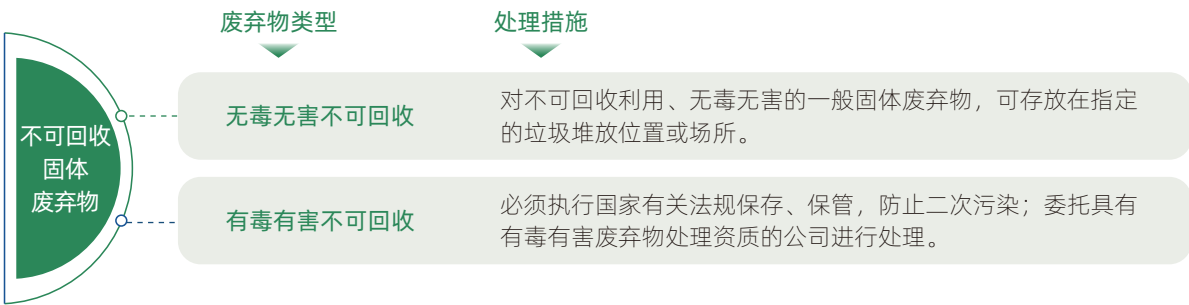 废弃物类型
处理措施
不可回收
固体
废弃物
无毒无害不可回收
对不可回收利用、无毒无害的一般固体废弃物，可存放在指定
的垃圾堆放位置或场所。
有毒有害不可回收
必须执行国家有关法规保存、保管，防止二次污染；委托具有
有毒有害废弃物处理资质的公司进行处理。